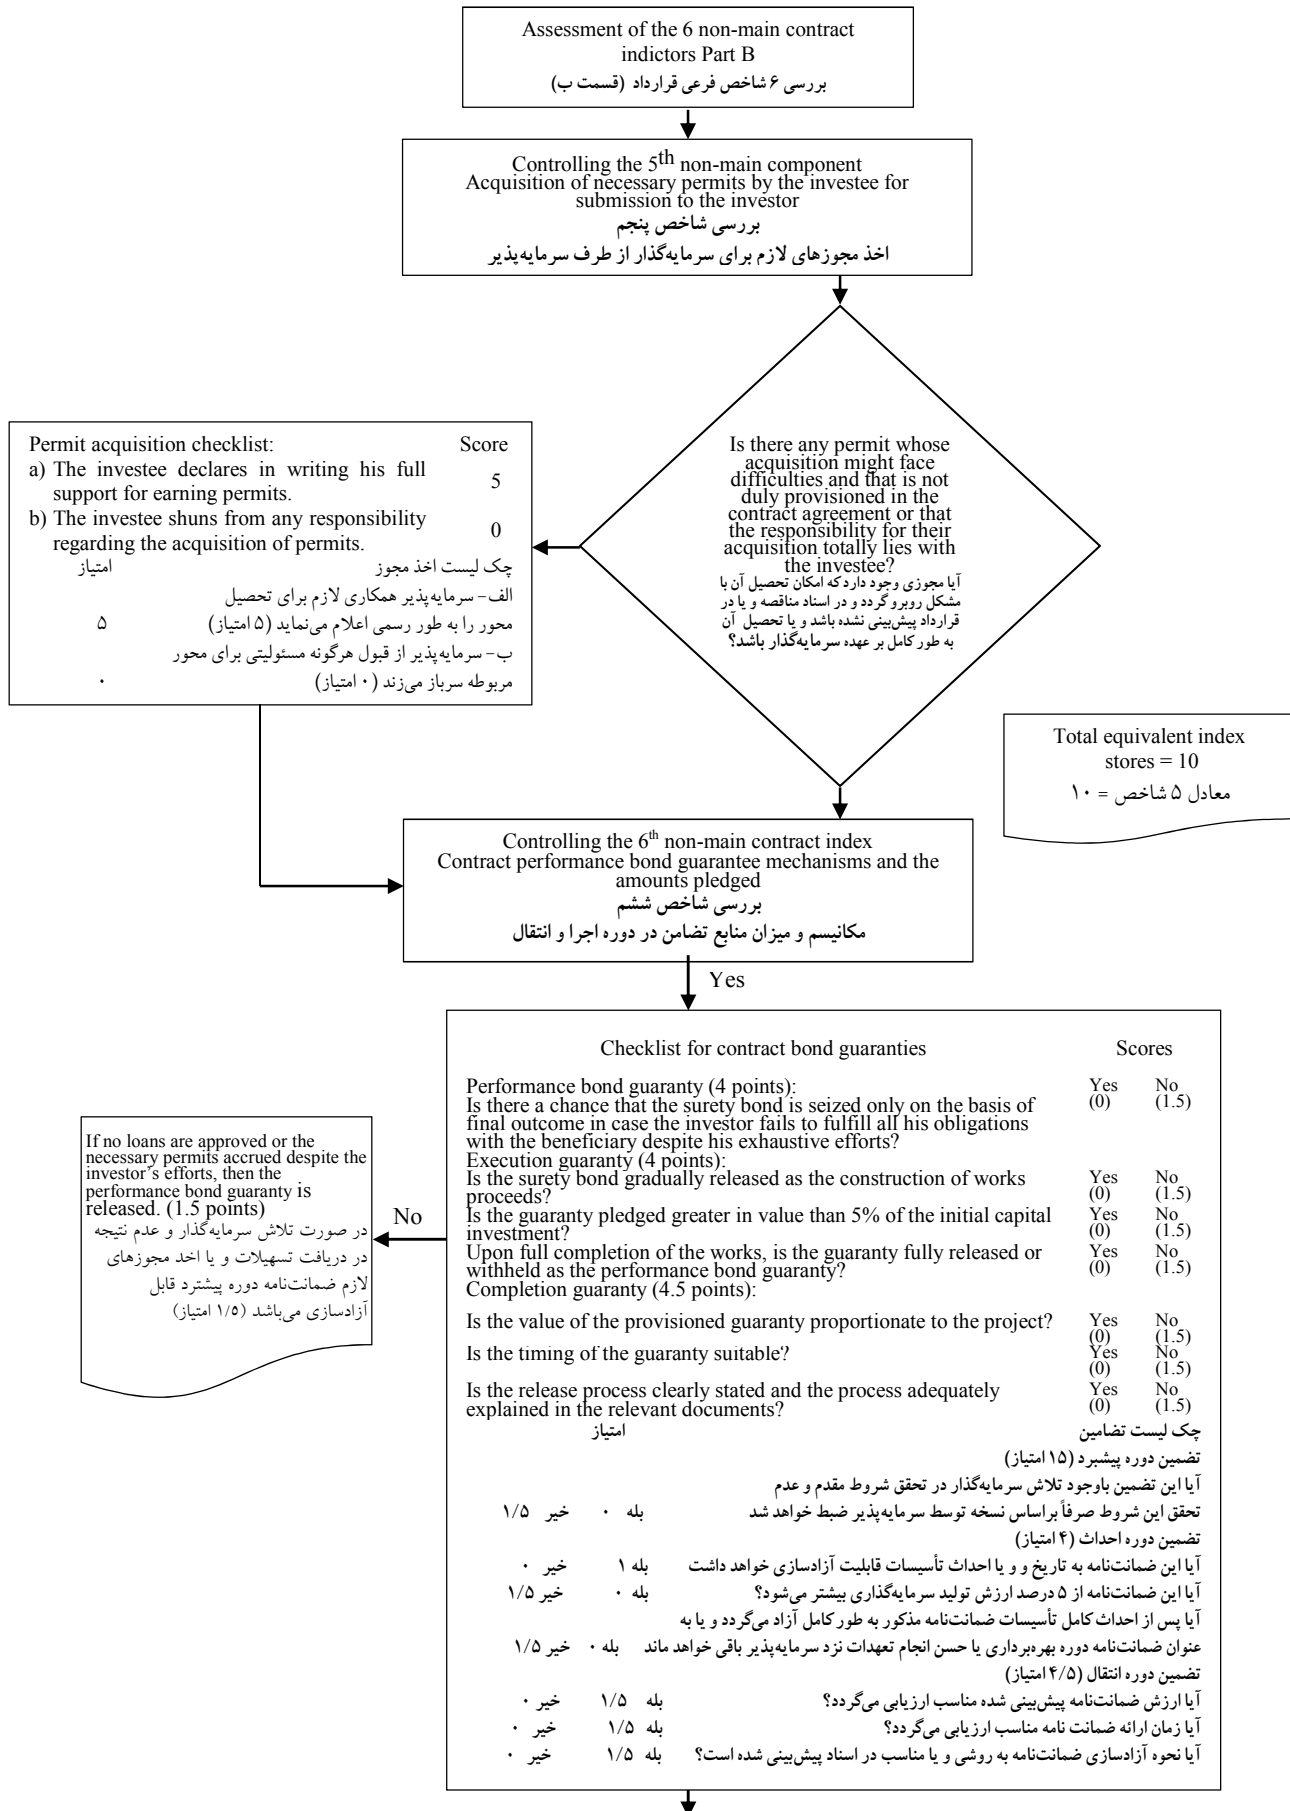 Assessment of the 6 non-main contract
indictors Part B
بررسی ۶ شاخص فرعی قرارداد (قسمت ب)
Controlling the 5th non-main component
Acquisition of necessary permits by the investee for
submission to the investor
بررسی شاخص پنجم
اخذ مجوزهای لازم برای سرمایه‌گذار از طرف سرمایه‌پذیر
Is there any permit whose
acquisition might face
difficulties and that is not
duly provisioned in the
contract agreement or that
the responsibility for their
acquisition totally lies with
the investee?
آیا مجوزی وجود دارد که امکان تحصیل آن با
مشکل روبرو گردد و در اسناد مناقصه و یا در
قرارداد پیش‌بینی نشده باشد و یا تحصیل آن
به طور کامل بر عهده سرمایه‌گذار باشد؟
Permit acquisition checklist: Score
a) The investee declares in writing his full
support for earning permits. 5
b) The investee shuns from any responsibility
regarding the acquisition of permits. 0
چک لیست اخذ مجوز امتیاز
الف- سرمایه‌پذیر همکاری لازم برای تحصیل
محور را به طور رسمی اعلام می‌نماید (۵ امتیاز) ۵
ب- سرمایه‌پذیر از قبول هرگونه مسئولیتی برای محور
مربوطه سرباز می‌زند (۰ امتیاز) ۰
Total equivalent index
stores = 10
معادل ۵ شاخص = ۱۰
Controlling the 6th non-main contract index
Contract performance bond guarantee mechanisms and the
amounts pledged
بررسی شاخص ششم
مکانیسم و میزان منابع تضامن در دوره اجرا و انتقال
Yes
Checklist for contract bond guaranties Scores
Performance bond guaranty (4 points): Yes No
Is there a chance that the surety bond is seized only on the basis of (0) (1.5)
final outcome in case the investor fails to fulfill all his obligations
with the beneficiary despite his exhaustive efforts?
Execution guaranty (4 points):
Is the surety bond gradually released as the construction of works Yes No
proceeds? (0) (1.5)
Is the guaranty pledged greater in value than 5% of the initial capital Yes No
investment? (0) (1.5)
Upon full completion of the works, is the guaranty fully released or Yes No
withheld as the performance bond guaranty? (0) (1.5)
Completion guaranty (4.5 points):
Is the value of the provisioned guaranty proportionate to the project? Yes No
(0) (1.5)
Is the timing of the guaranty suitable? Yes No
(0) (1.5)
Is the release process clearly stated and the process adequately Yes No
explained in the relevant documents? (0) (1.5)
چک لیست تضامین امتیاز
تضمین دوره پیشبرد (۱۵ امتیاز)
آیا این تضمین باوجود تلاش سرمایه‌گذار در تحقق شروط مقدم و عدم
تحقق این شروط صرفاً براساس نسخه توسط سرمایه‌پذیر ضبط خواهد شد بله ۰ خیر ۱/۵
تضمین دوره احداث (۴ امتیاز)
آیا این ضمانت‌نامه به تاریخ و و یا احداث تأسیسات قابلیت آزادسازی خواهد داشت بله ۱ خیر ۰
آیا این ضمانت‌نامه از ۵ درصد ارزش تولید سرمایه‌گذاری بیشتر می‌شود؟ بله ۰ خیر ۱/۵
آیا پس از احداث کامل تأسیسات ضمانت‌نامه مذکور به طور کامل آزاد می‌گردد و یا به
عنوان ضمانت‌نامه دوره بهره‌برداری یا حسن انجام تعهدات نزد سرمایه‌پذیر باقی خواهد ماند بله ۰ خیر ۱/۵
تضمین دوره انتقال (۴/۵ امتیاز)
آیا ارزش ضمانت‌نامه پیش‌بینی شده مناسب ارزیابی می‌گردد؟ بله ۱/۵ خیر ۰
آیا زمان ارائه ضمانت نامه مناسب ارزیابی می‌گردد؟ بله ۱/۵ خیر ۰
آیا نحوه آزادسازی ضمانت‌نامه به روشی و یا مناسب در اسناد پیش‌بینی شده است؟ بله ۱/۵ خیر ۰
No
If no loans are approved or the
necessary permits accrued despite the
investor's efforts, then the
performance bond guaranty is
released. (1.5 points)
در صورت تلاش سرمایه‌گذار و عدم نتیجه
در دریافت تسهیلات و یا اخد مجوزهای
لازم ضمانت‌نامه دوره پیشترد قابل
آزادسازی می‌باشد (۱/۵ امتیاز)